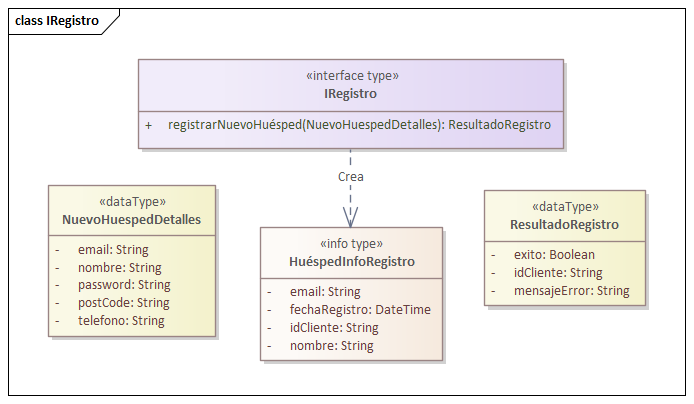 class IRegistro
«interface type»
IRegistro
+ registrarNuevoHuésped(NuevoHuespedDetalles): ResultadoRegistro
Crea
«dataType»
NuevoHuespedDetalles
- email: String
- nombre: String
- password: String
- postCode: String
- telefono: String
«info type»
HuéspedInfoRegistro
- email: String
- fechaRegistro: DateTime
- idCliente: String
- nombre: String
«dataType»
ResultadoRegistro
- exito: Boolean
- idCliente: String
- mensajeError: String